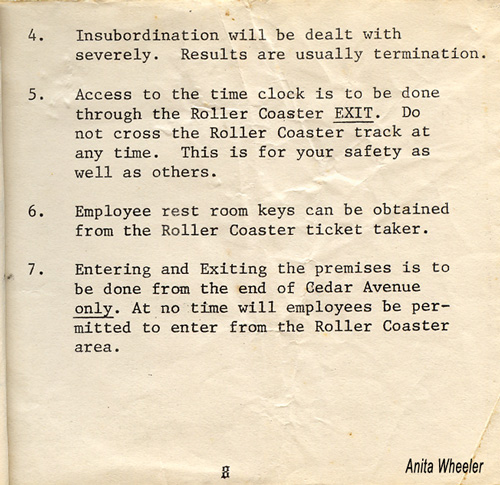 4. Insubordination will be dealt with
severely. Results are usually termination.
5. Access to the time clock is to be done
through the Roller Coaster EXIT. Do
not cross the Roller Coaster track at
any time. This is for your safety as
well as others.
6. Employee rest room keys can be obtained
from the Roller Coaster ticket taker.
7. Entering and Exiting the premises is to
be done from the end of Cedar Avenue
only. At no time will employees be per-
mitted to enter from the Roller Coaster
area.
8
Anita Wheeler